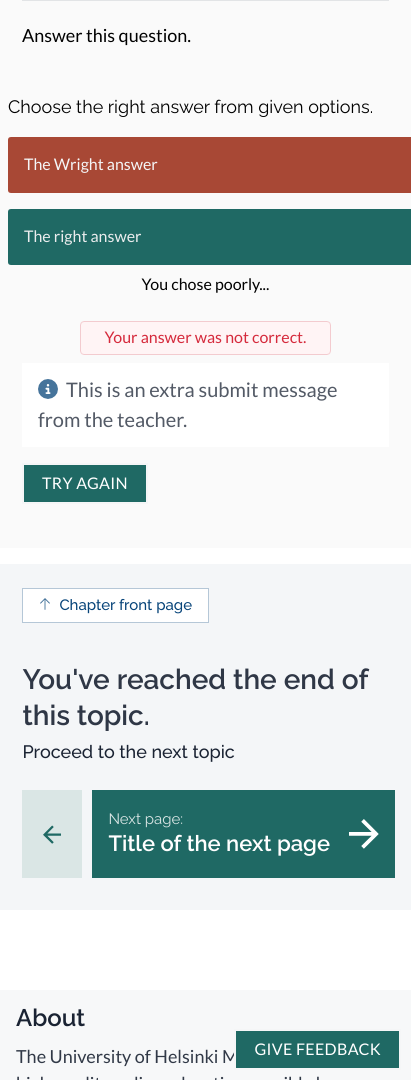 Answer this question.
Choose the right answer from given options.
The Wright answer
The right answer
You chose poorly...
Your answer was not correct.
This is an extra submit message
from the teacher.
TRY AGAIN
Chapter front page
You've reached the end of
this topic.
Proceed to the next topic
Next page:
Title of the next page
About
The University of Helsinki
GIVE FEEDBACK